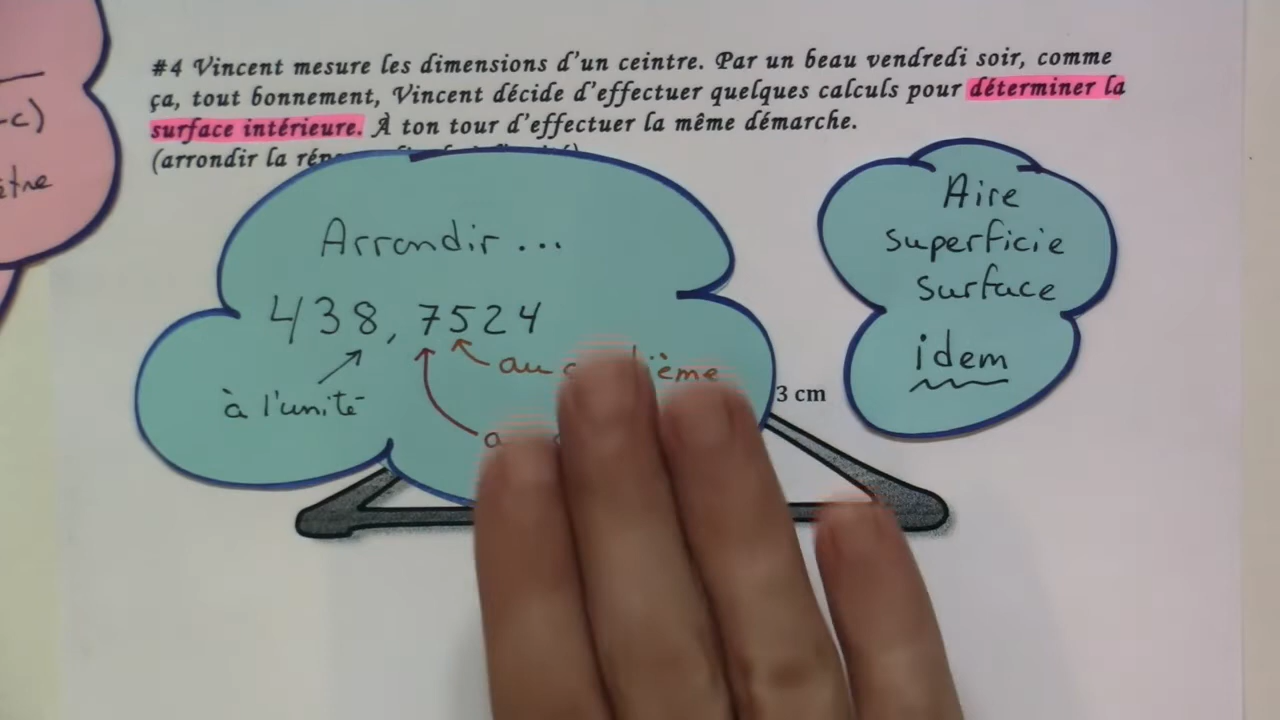 #4 Vincent mesure les dimensions d'un ceintre. Par un beau vendredi soir, comme
ça, tout bonnement, Vincent décide d'effectuer quelques calculs pour déterminer la
surface intérieure. À ton tour d'effectuer la même démarche.
(arrondir la
Arrondir...
438,7524
à l'unité
au
3 cm
Aire
superficie
surface
idem